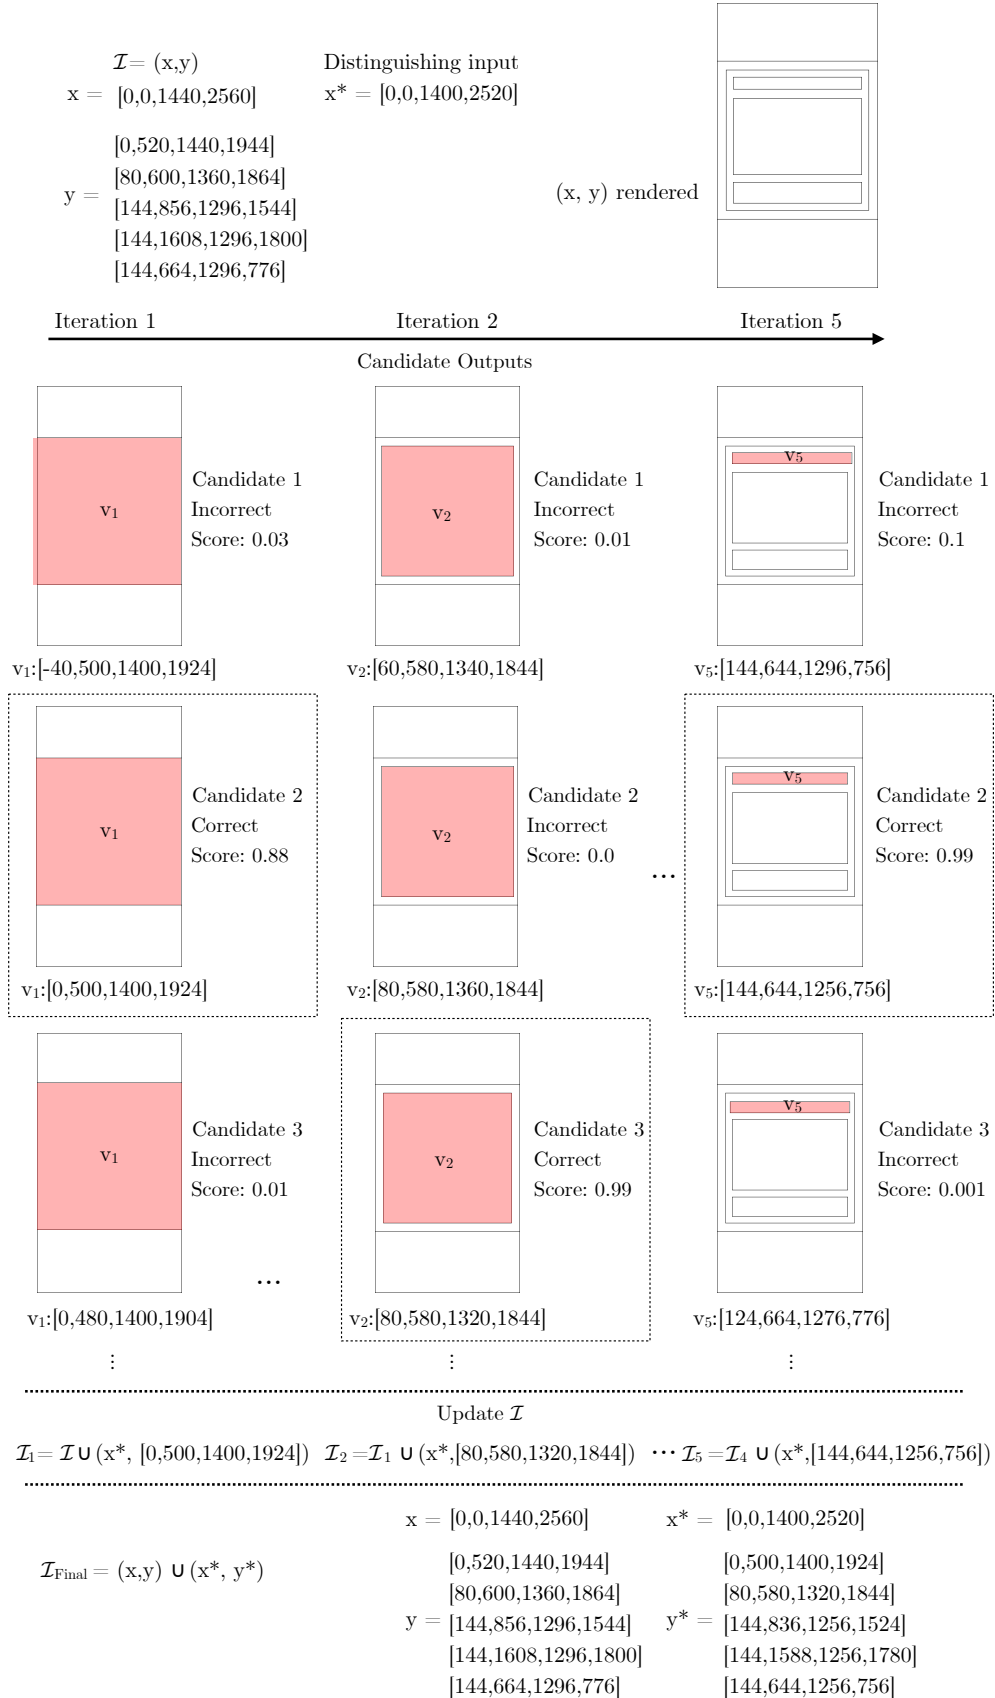 ℐ = (x,y)
x = [0,0,1440,2560]
y =
[0,520,1440,1944]
[80,600,1360,1864]
[144,856,1296,1544]
[144,1608,1296,1800]
[144,664,1296,776]
Distinguishing input
x* = [0,0,1400,2520]
(x, y) rendered
Iteration 1
Iteration 2
Iteration 5
Candidate Outputs
v₁
Candidate 1
Incorrect
Score: 0.03
v₁:[-40,500,1400,1924]
v₂
Candidate 1
Incorrect
Score: 0.01
v₂:[60,580,1340,1844]
v₅
Candidate 1
Incorrect
Score: 0.1
v₅:[144,644,1296,756]
v₁
Candidate 2
Correct
Score: 0.88
v₁:[0,500,1400,1924]
v₂
Candidate 2
Incorrect
Score: 0.0
v₂:[80,580,1360,1844]
...
v₅
Candidate 2
Correct
Score: 0.99
v₅:[144,644,1256,756]
v₁
Candidate 3
Incorrect
Score: 0.01
...
v₁:[0,480,1400,1904]
v₂
Candidate 3
Correct
Score: 0.99
v₂:[80,580,1320,1844]
v₅
Candidate 3
Incorrect
Score: 0.001
v₅:[124,664,1276,776]
⋮ ⋮ ⋮
Update ℐ
ℐ₁ = ℐ ∪ (x*, [0,500,1400,1924])
ℐ₂ = ℐ₁ ∪ (x*,[80,580,1320,1844])
··· ℐ₅ = ℐ₄ ∪ (x*,[144,644,1256,756])
ℐFinal = (x,y) ∪ (x*, y*)
x = [0,0,1440,2560]
y =
[0,520,1440,1944]
[80,600,1360,1864]
[144,856,1296,1544]
[144,1608,1296,1800]
[144,664,1296,776]
x* = [0,0,1400,2520]
y* =
[0,500,1400,1924]
[80,580,1320,1844]
[144,836,1256,1524]
[144,1588,1256,1780]
[144,644,1256,756]